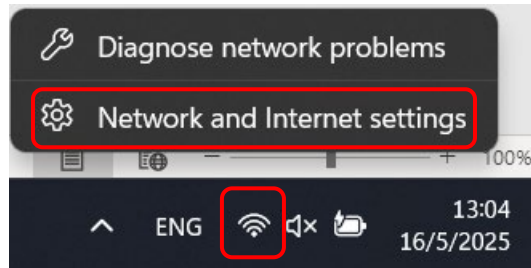 Diagnose network problems
Network and Internet settings
100%
ENG
13:04
16/5/2025